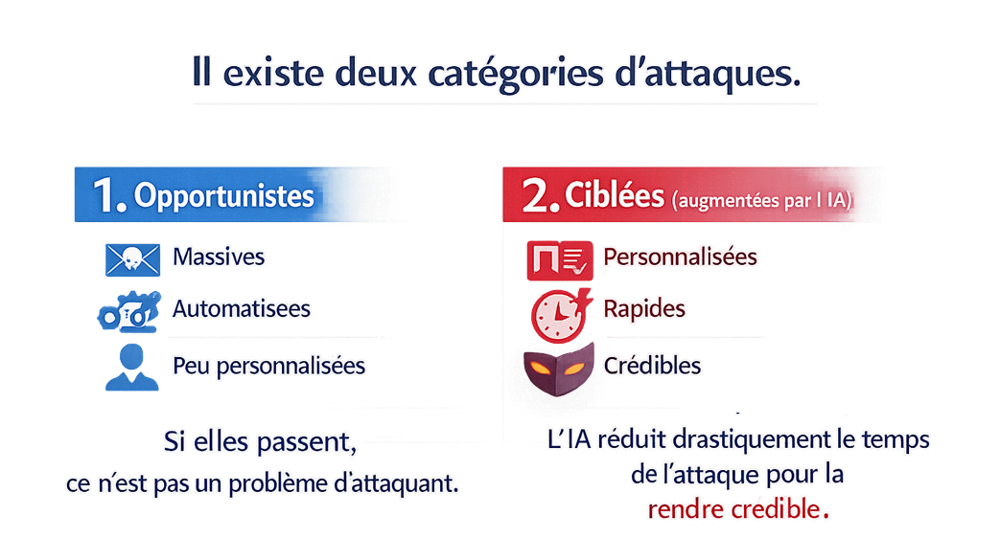 Il existe deux catégories d'attaques.
1. Opportunistes
Massives
Automatisees
Peu personnalisées
Si elles passent,
ce n'est pas un problème d'attaquant.
2. Ciblées (augmentées par l IA)
Personnalisées
Rapides
Crédibles
L'IA réduit drastiquement le temps
de l'attaque pour la
rendre crédible.